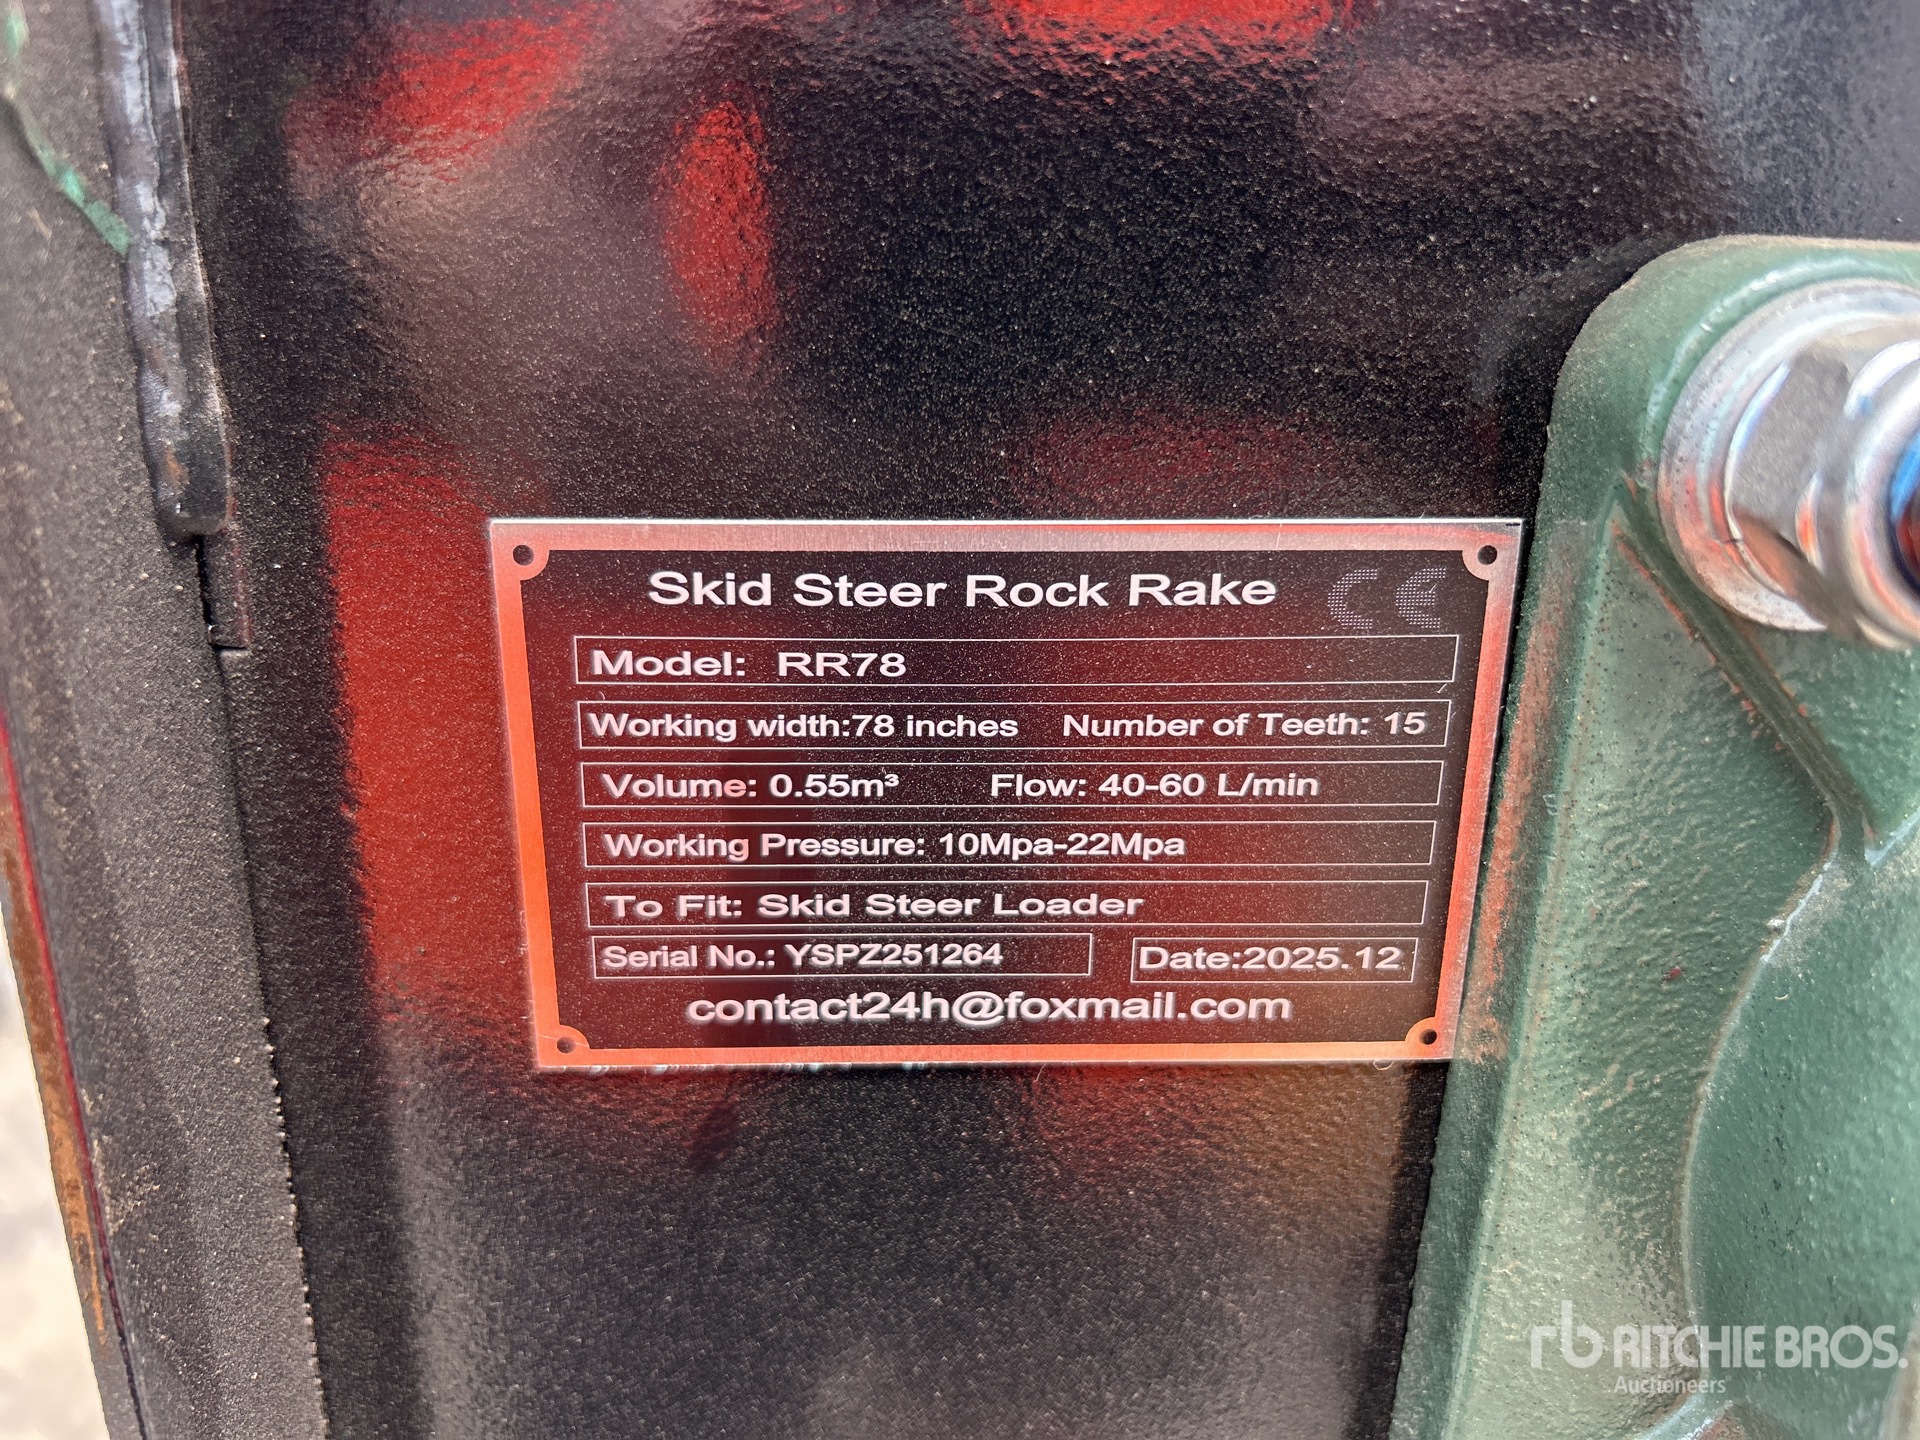 Skid Steer Rock Rake CE
Model: RR78
Working width:78 inches Number of Teeth: 15
Volume: 0.55m³ Flow: 40-60 L/min
Working Pressure: 10Mpa-22Mpa
To Fit: Skid Steer Loader
Serial No.: YSPZ251264 Date:2025.12
contact24h@foxmail.com
rb RITCHIE BROS.
Auctioneers